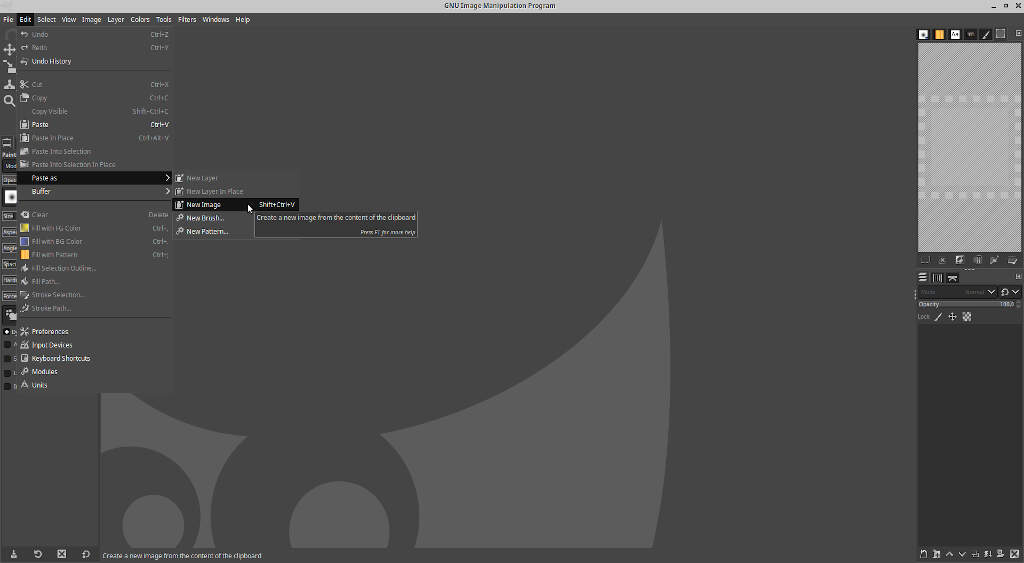 GNU Image Manipulation Program
File Edit Select View Image Layer Colors Tools Filters Windows Help
Undo Ctrl+Z
Redo Ctrl+Y
Undo History
Cut Ctrl+X
Copy Ctrl+C
Copy Visible Shift+Ctrl+C
Paste Ctrl+V
Paste In Place Ctrl+Alt+V
Paste Into Selection
Paste Into Selection In Place
Paste as
Buffer
New Layer
New Layer In Place
New Image Shift+Ctrl+V
New Brush...
New Pattern...
Create a new image from the content of the clipboard
Press F1 for more help
Clear Delete
Fill with FG Color Ctrl+,
Fill with BG Color Ctrl+.
Fill with Pattern Ctrl+;
Fill Selection Outline...
Fill Path...
Stroke Selection...
Stroke Path...
Preferences
Input Devices
Keyboard Shortcuts
Modules
Units
Mode Normal
Opacity 100.0
Lock
Create a new image from the content of the clipboard